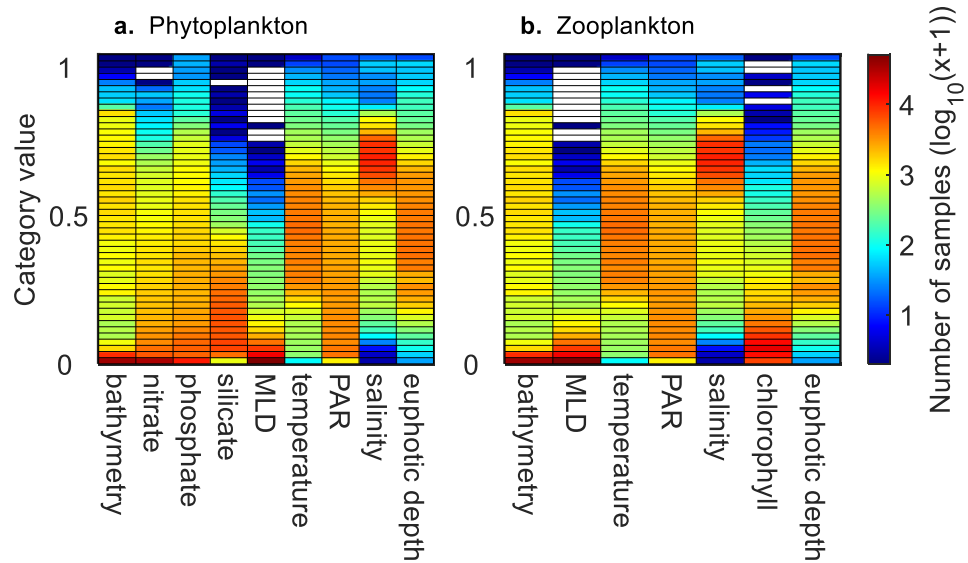 a. Phytoplankton
b. Zooplankton
Category value
1
0.5
0
1
0.5
0
bathymetry
nitrate
phosphate
silicate
MLD
temperature
PAR
salinity
euphotic depth
bathymetry
MLD
temperature
PAR
salinity
chlorophyll
euphotic depth
4
3
2
1
Number of samples (log10(x+1))